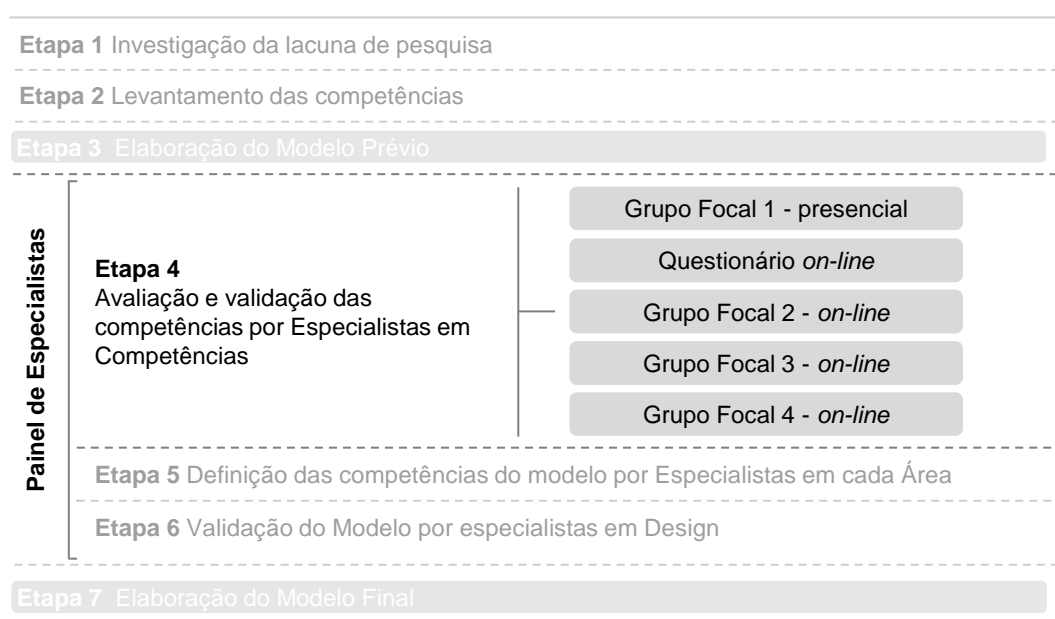 Etapa 1 Investigação da lacuna de pesquisa
Etapa 2 Levantamento das competências
Etapa 3 Elaboração do Modelo Prévio
Painel de Especialistas
Etapa 4
Avaliação e validação das
competências por Especialistas em
Competências
Grupo Focal 1 - presencial
Questionário on-line
Grupo Focal 2 - on-line
Grupo Focal 3 - on-line
Grupo Focal 4 - on-line
Etapa 5 Definição das competências do modelo por Especialistas em cada Área
Etapa 6 Validação do Modelo por especialistas em Design
Etapa 7 Elaboração do Modelo Final